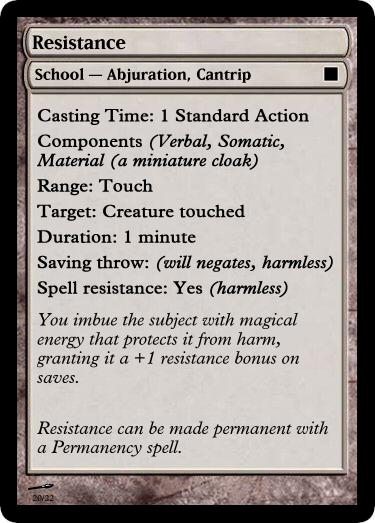 Resistance
School — Abjuration, Cantrip
Casting Time: 1 Standard Action
Components (Verbal, Somatic,
Material (a miniature cloak)
Range: Touch
Target: Creature touched
Duration: 1 minute
Saving throw: (will negates, harmless)
Spell resistance: Yes (harmless)
You imbue the subject with magical
energy that protects it from harm,
granting it a +1 resistance bonus on
saves.
Resistance can be made permanent with
a Permanency spell.
20/22